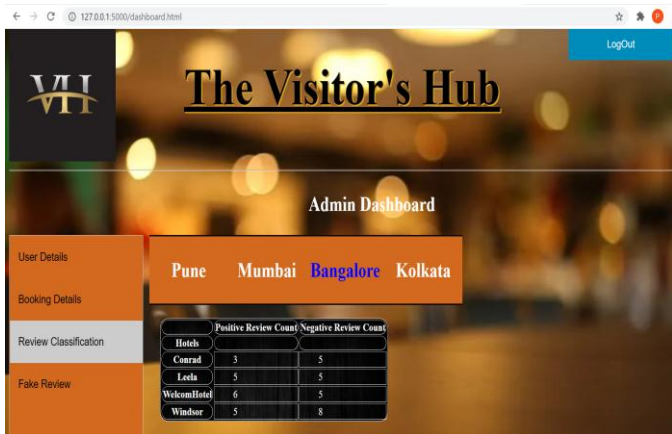 127.0.0.1:5000/dashboard.html
P
LogOut
VH
The Visitor's Hub
Admin Dashboard
User Details
Booking Details
Review Classification
Fake Review
Pune Mumbai Bangalore Kolkata
Positive Review Count Negative Review Count
Hotels
Conrad 3 5
Leela 5 5
WelcomHotel 6 5
Windsor 5 8